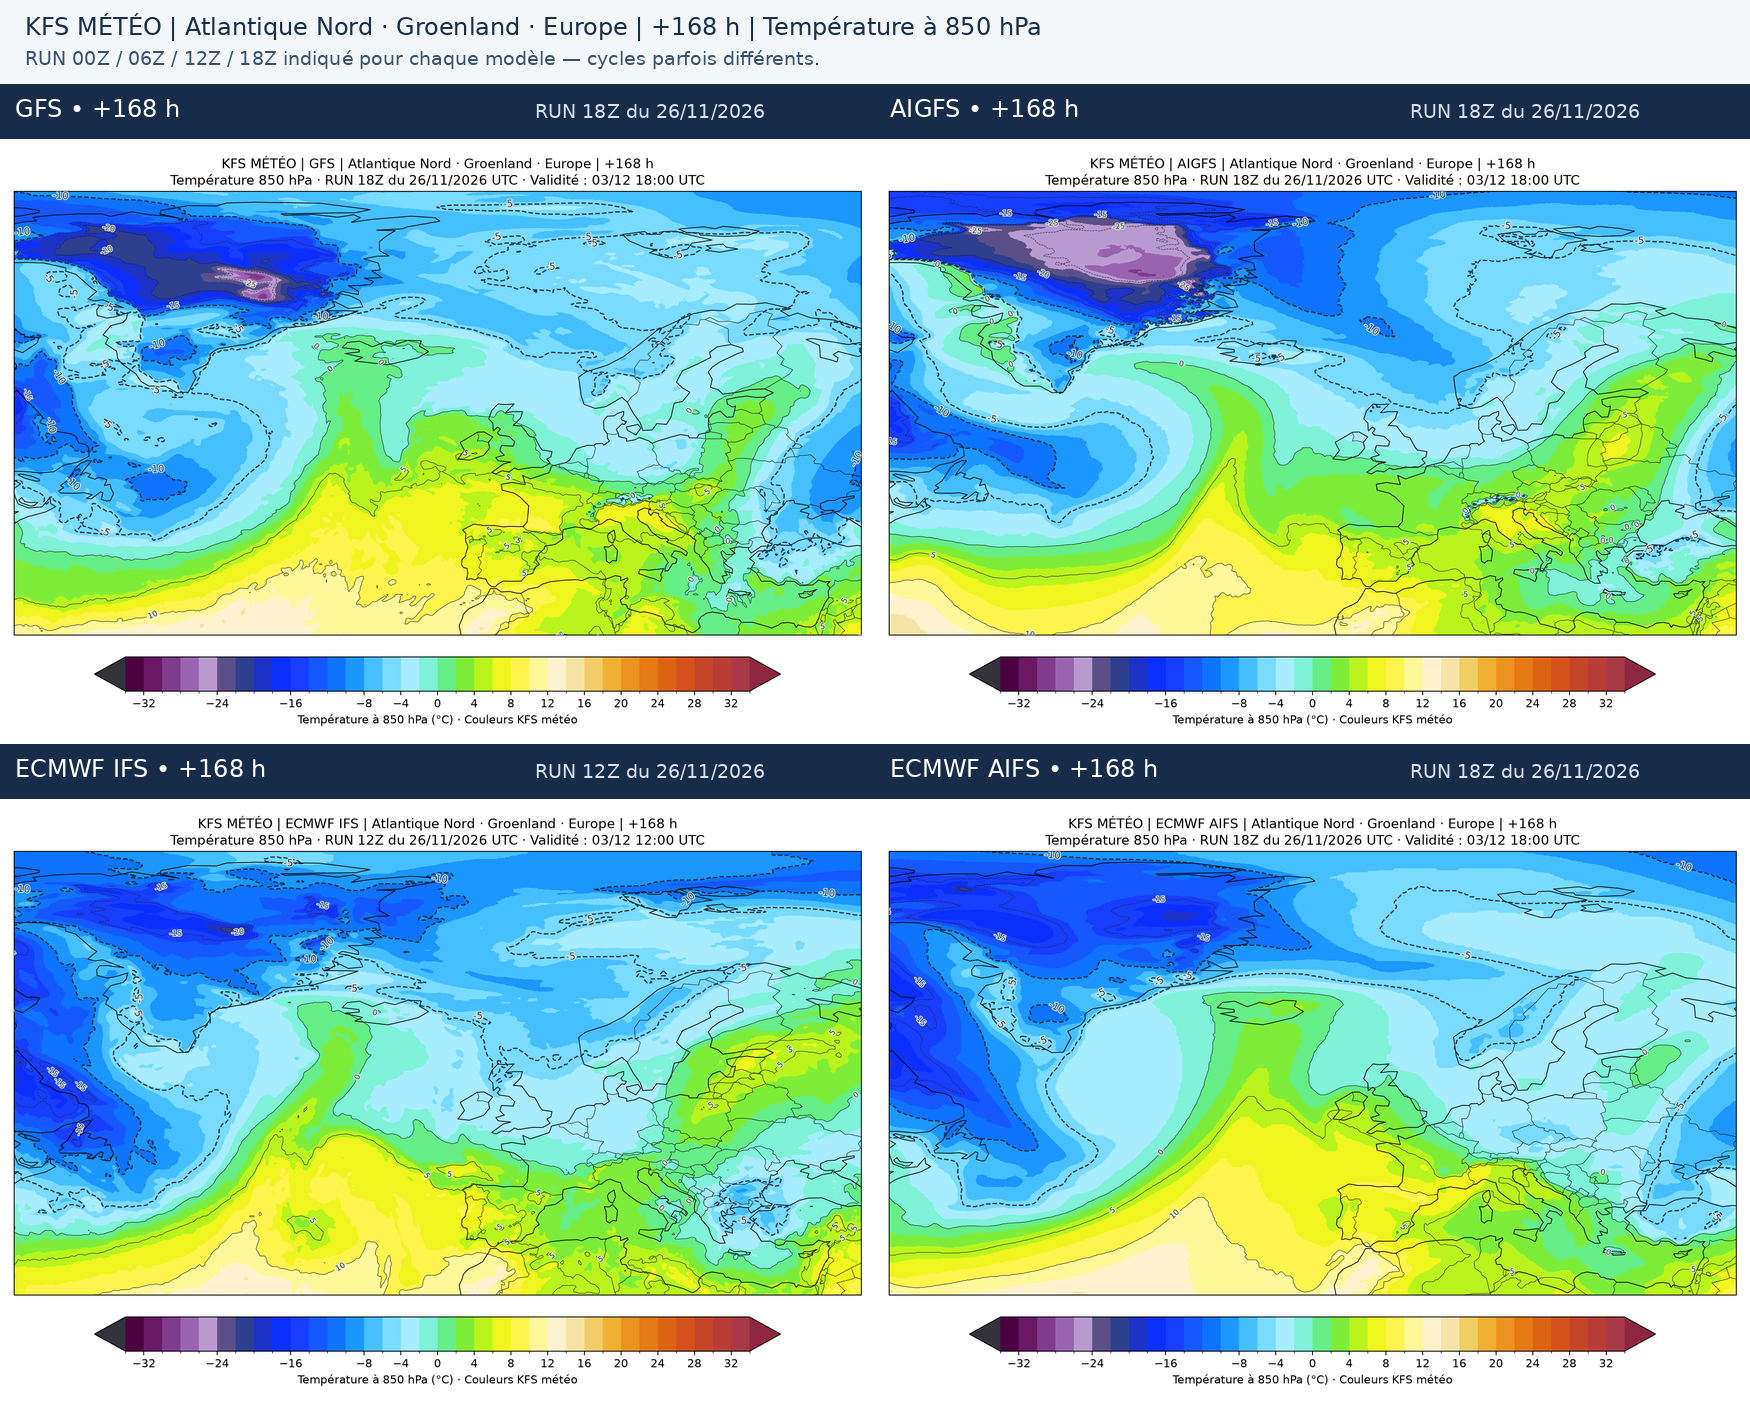 KFS MÉTÉO | Atlantique Nord · Groenland · Europe | +168 h | Température à 850 hPa
RUN 00Z / 06Z / 12Z / 18Z indiqué pour chaque modèle — cycles parfois différents.
GFS • +168 h
RUN 18Z du 26/11/2026
AIGFS • +168 h
RUN 18Z du 26/11/2026
KFS MÉTÉO | GFS | Atlantique Nord · Groenland · Europe | +168 h
Température 850 hPa · RUN 18Z du 26/11/2026 UTC · Validité : 03/12 18:00 UTC
KFS MÉTÉO | AIGFS | Atlantique Nord · Groenland · Europe | +168 h
Température 850 hPa · RUN 18Z du 26/11/2026 UTC · Validité : 03/12 18:00 UTC
−32 −24 −16 −8 −4 0 4 8 12 16 20 24 28 32
Température à 850 hPa (°C) · Couleurs KFS météo
−32 −24 −16 −8 −4 0 4 8 12 16 20 24 28 32
Température à 850 hPa (°C) · Couleurs KFS météo
ECMWF IFS • +168 h
RUN 12Z du 26/11/2026
ECMWF AIFS • +168 h
RUN 18Z du 26/11/2026
KFS MÉTÉO | ECMWF IFS | Atlantique Nord · Groenland · Europe | +168 h
Température 850 hPa · RUN 12Z du 26/11/2026 UTC · Validité : 03/12 12:00 UTC
KFS MÉTÉO | ECMWF AIFS | Atlantique Nord · Groenland · Europe | +168 h
Température 850 hPa · RUN 18Z du 26/11/2026 UTC · Validité : 03/12 18:00 UTC
−32 −24 −16 −8 −4 0 4 8 12 16 20 24 28 32
Température à 850 hPa (°C) · Couleurs KFS météo
−32 −24 −16 −8 −4 0 4 8 12 16 20 24 28 32
Température à 850 hPa (°C) · Couleurs KFS météo